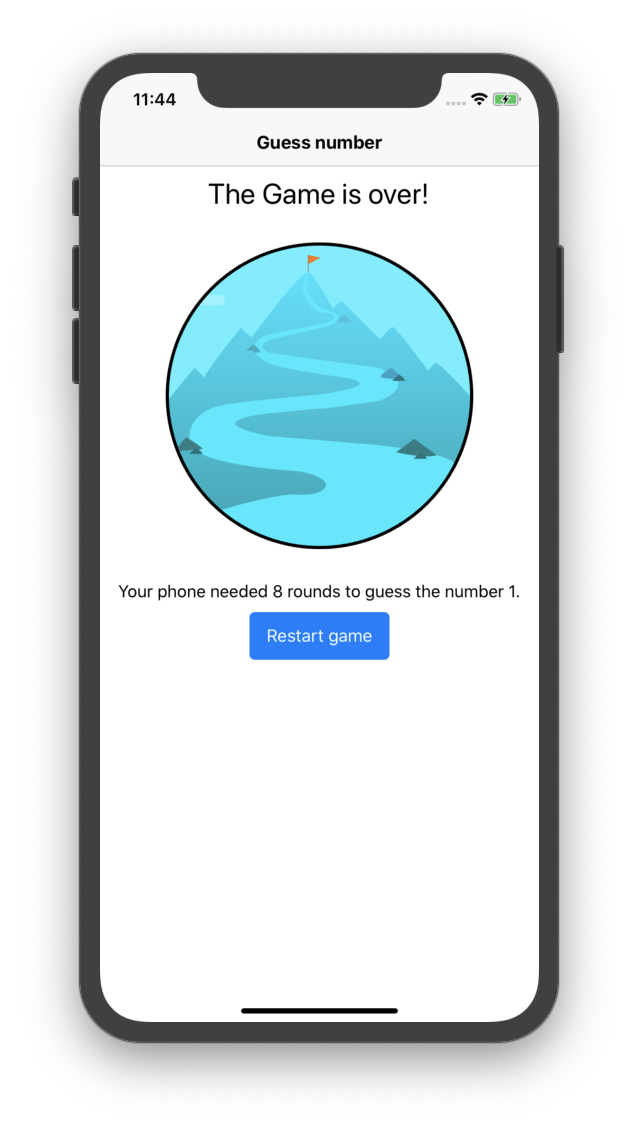 11:44
Guess number
The Game is over!
Your phone needed 8 rounds to guess the number 1.
Restart game